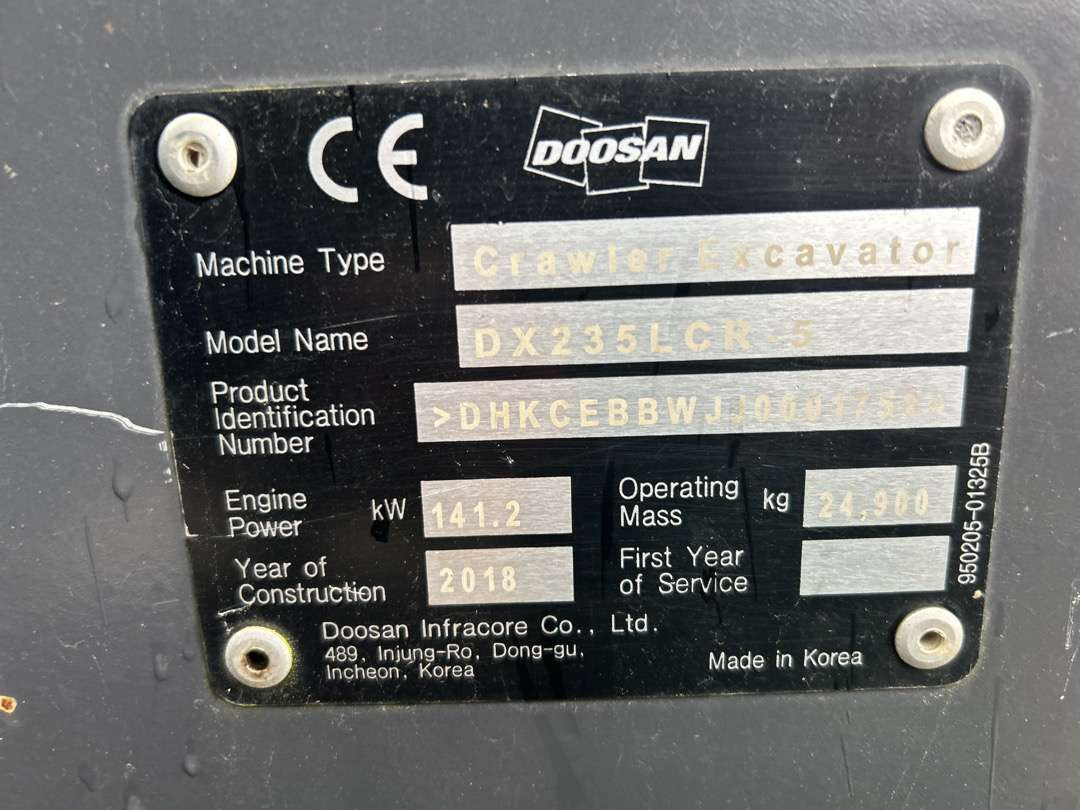 CE DOOSAN
Machine Type Crawler Excavator
Model Name DX235LCR-5
Product
Identification
Number
Engine
Power
kW 141.2
Operating
Mass
kg 24,900
Year of
Construction
2018
First Year
of Service
950205-01325B
Doosan Infracore Co., Ltd.
489, Injung-Ro, Dong-gu,
Incheon, Korea
Made in Korea